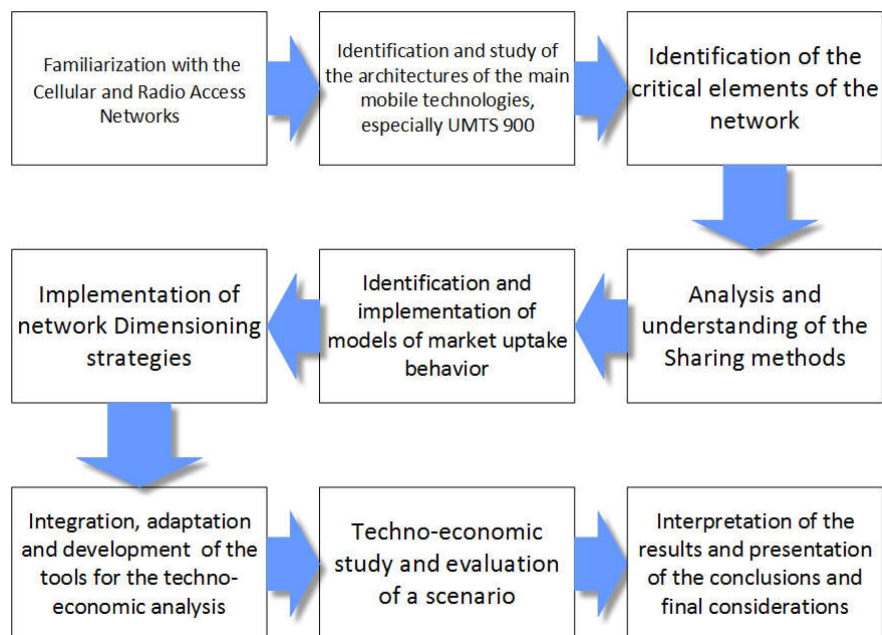 Familiarization with the
Cellular and Radio Access
Networks
Identification and study of
the architectures of the main
mobile technologies,
especially UMTS 900
Identification of the
critical elements of the
network
Analysis and
understanding of the
Sharing methods
Identification and
implementation of
models of market uptake
behavior
Implementation of
network Dimensioning
strategies
Integration, adaptation
and development of the
tools for the techno-
economic analysis
Techno-economic
study and evaluation
of a scenario
Interpretation of the
results and presentation
of the conclusions and
final considerations